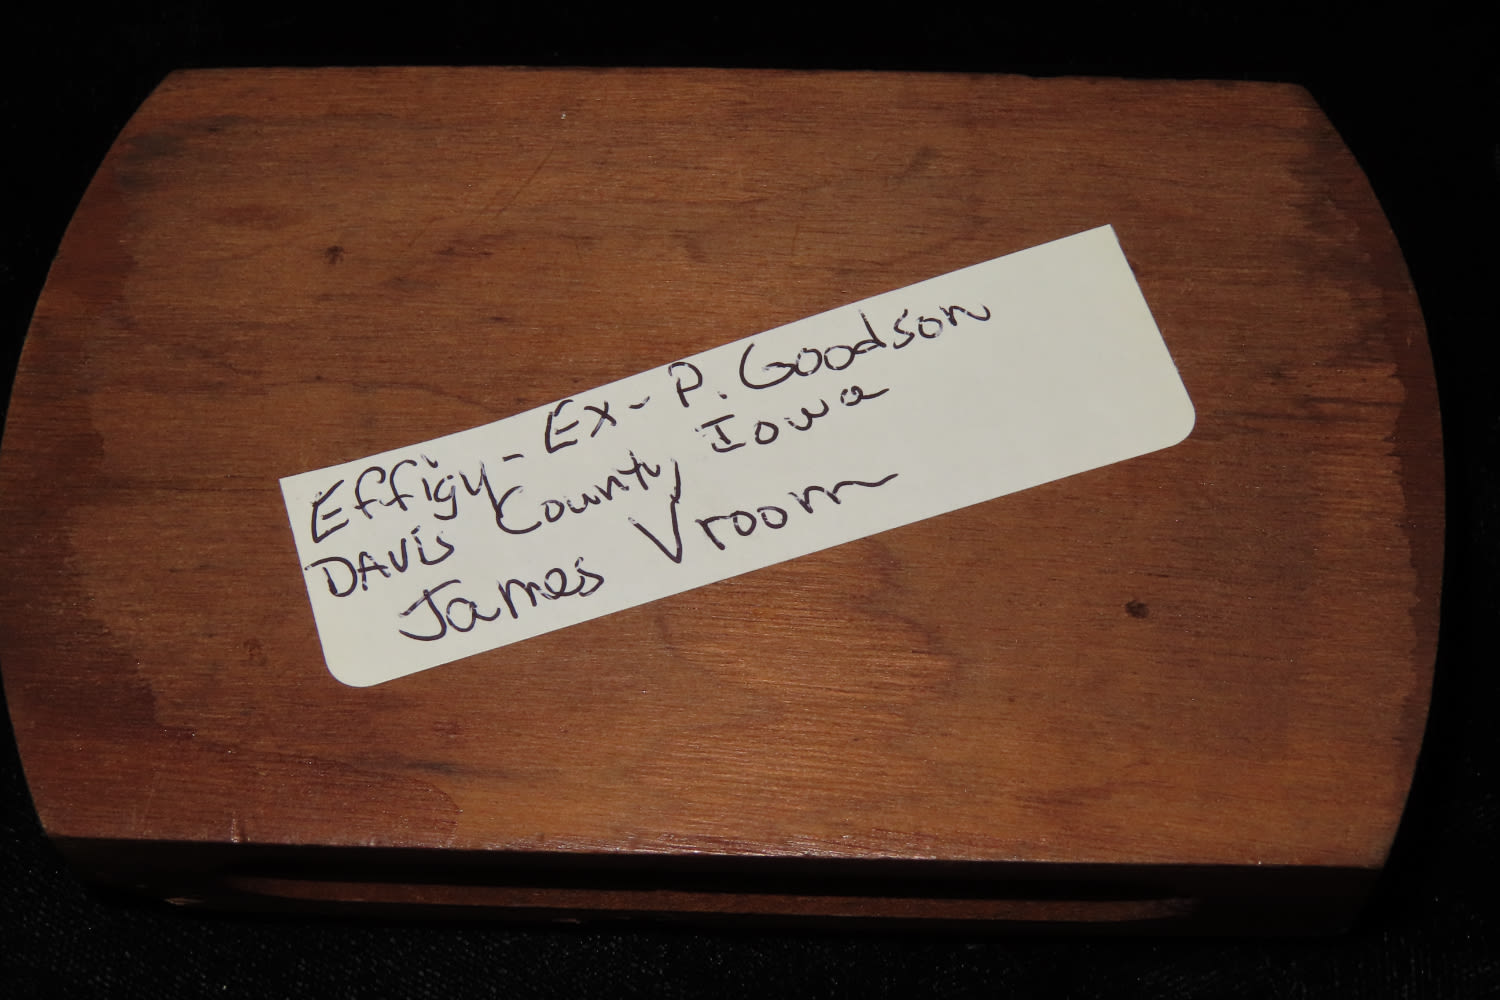 Effigy - Ex - P. Goodson
DAVIS County, Iowa
James Vroom